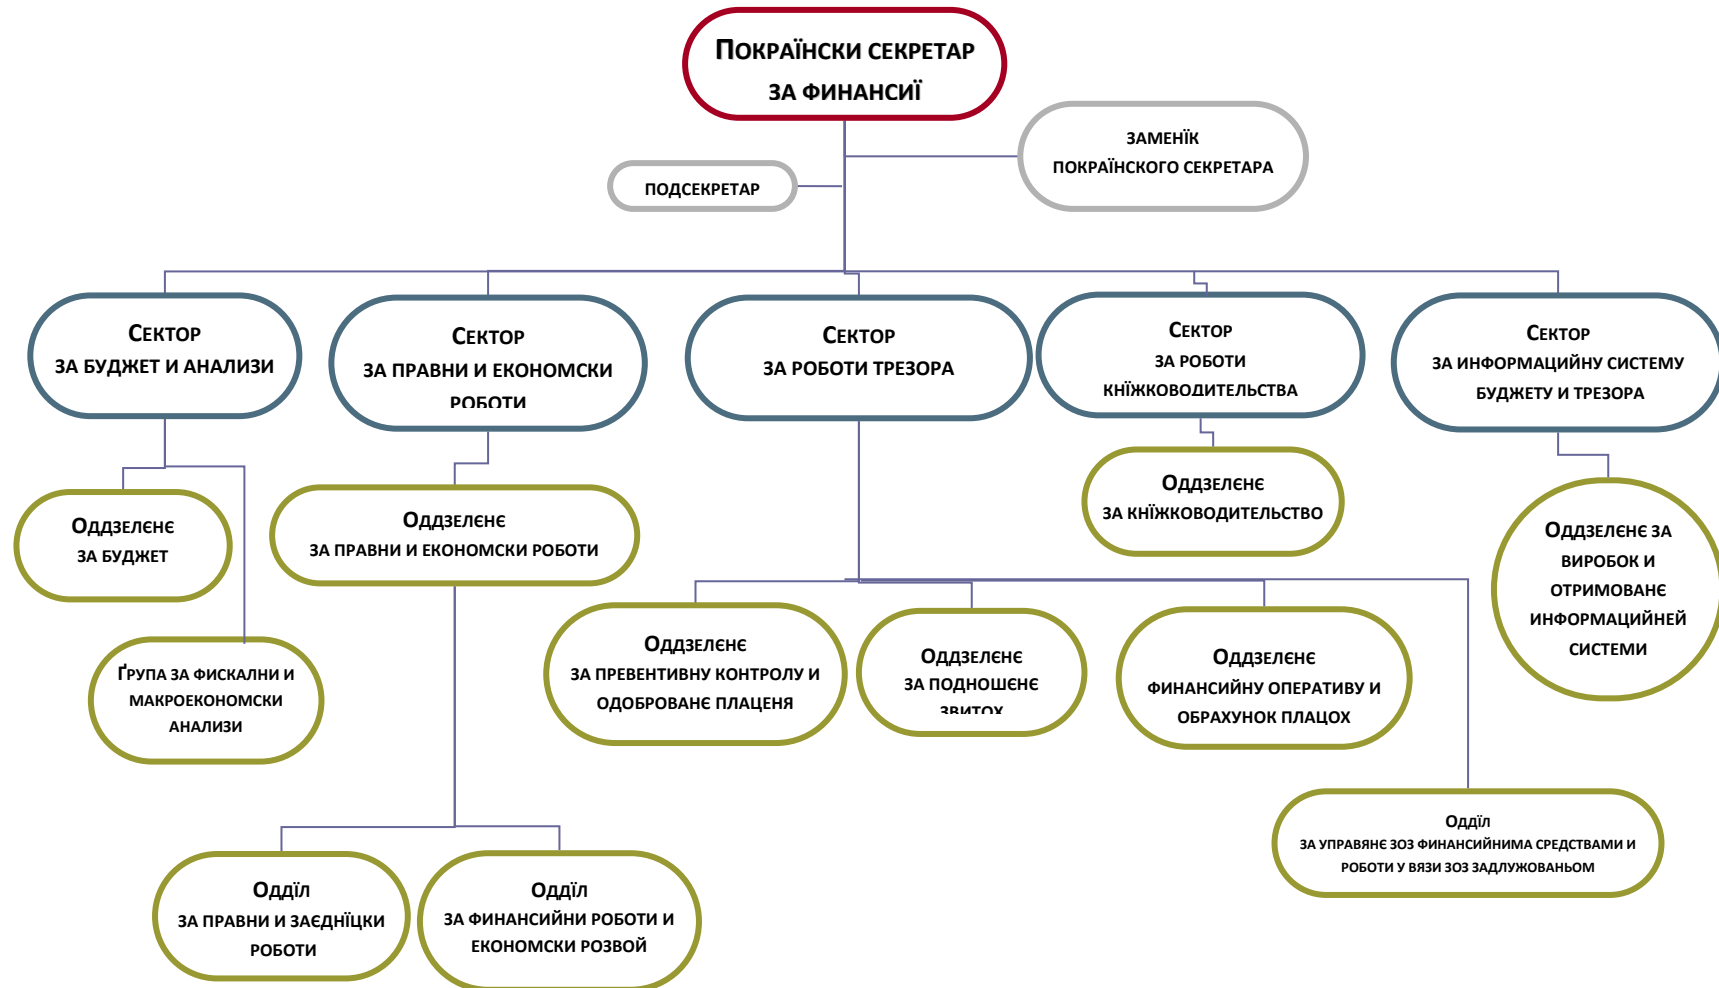 ПОКРАЇНСКИ СЕКРЕТАР
ЗА ФИНАНСИЇ
ЗАМЕНЇК
ПОКРАЇНСКОГО СЕКРЕТАРА
ПОДСЕКРЕТАР
СЕКТОР
ЗА БУДЖЕТ И АНАЛИЗИ
СЕКТОР
ЗА ПРАВНИ И ЕКОНОМСКИ
РОБОТИ
СЕКТОР
ЗА РОБОТИ ТРЕЗОРА
СЕКТОР
ЗА РОБОТИ
КНЇЖКОВОДИТЕЛЬСТВА
СЕКТОР
ЗА ИНФОРМАЦИЙНУ СИСТЕМУ
БУДЖЕТУ И ТРЕЗОРА
ОДДЗЕЛЄНЄ
ЗА БУДЖЕТ
ҐРУПА ЗА ФИСКАЛНИ И
МАКРОЕКОНОМСКИ
АНАЛИЗИ
ОДДЗЕЛЄНЄ
ЗА ПРАВНИ И ЕКОНОМСКИ РОБОТИ
ОДДЗЕЛЄНЄ
ЗА КНЇЖКОВОДИТЕЛЬСТВО
ОДДЗЕЛЄНЄ ЗА
ВИРОБОК И
ОТРИМОВАНЄ
ИНФОРМАЦИЙНЕЙ
СИСТЕМИ
ОДДЗЕЛЄНЄ
ЗА ПРЕВЕНТИВНУ КОНТРОЛУ И
ОДОБРОВАНЄ ПЛАЦЕНЯ
ОДДЗЕЛЄНЄ
ЗА ПОДНОШЕНЄ
ЗВИТОХ
ОДДЗЕЛЄНЄ
ФИНАНСИЙНУ ОПЕРАТИВУ И
ОБРАХУНОК ПЛАЦОХ
ОДДЇЛ
ЗА УПРАВЯНЄ ЗОЗ ФИНАНСИЙНИМА СРЕДСТВАМИ И
РОБОТИ У ВЯЗИ ЗОЗ ЗАДЛУЖОВАНЬОМ
ОДДЇЛ
ЗА ПРАВНИ И ЗАЄДНЇЦКИ
РОБОТИ
ОДДЇЛ
ЗА ФИНАНСИЙНИ РОБОТИ И
ЕКОНОМСКИ РОЗВОЙ